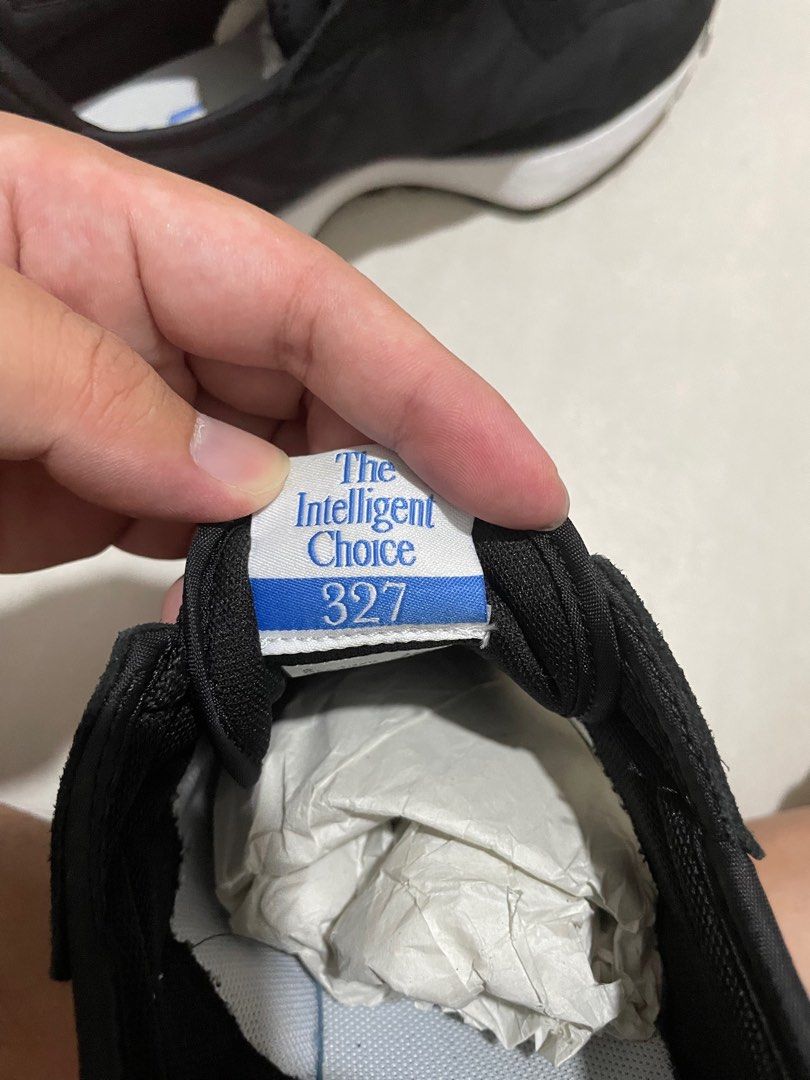 The
Intelligent
Choice
327